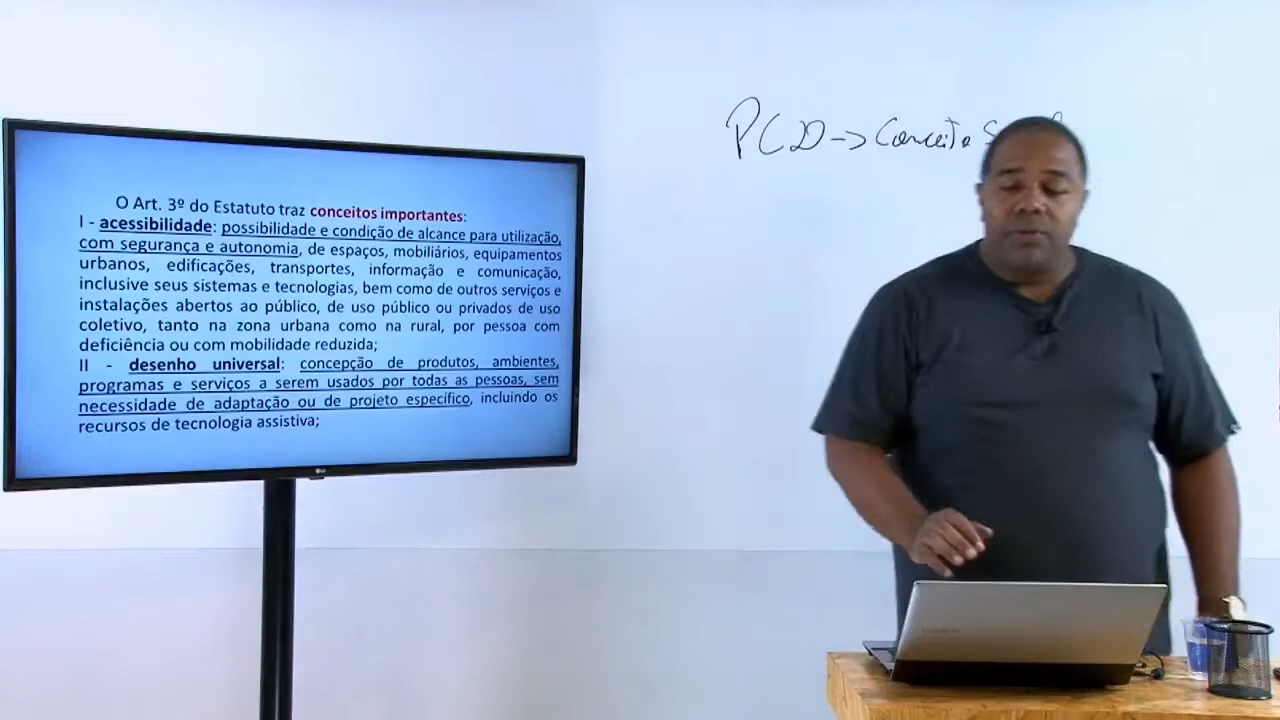 O Art. 3º do Estatuto traz conceitos importantes:
I - acessibilidade: possibilidade e condição de alcance para utilização,
com segurança e autonomia, de espaços, mobiliários, equipamentos
urbanos, edificações, transportes, informação e comunicação,
inclusive seus sistemas e tecnologias, bem como de outros serviços e
instalações abertos ao público, de uso público ou privados de uso
coletivo, tanto na zona urbana como na rural, por pessoa com
deficiência ou com mobilidade reduzida;
II - desenho universal: concepção de produtos, ambientes,
programas e serviços a serem usados por todas as pessoas, sem
necessidade de adaptação ou de projeto específico, incluindo os
recursos de tecnologia assistiva;
LG
PCD -> Conceito